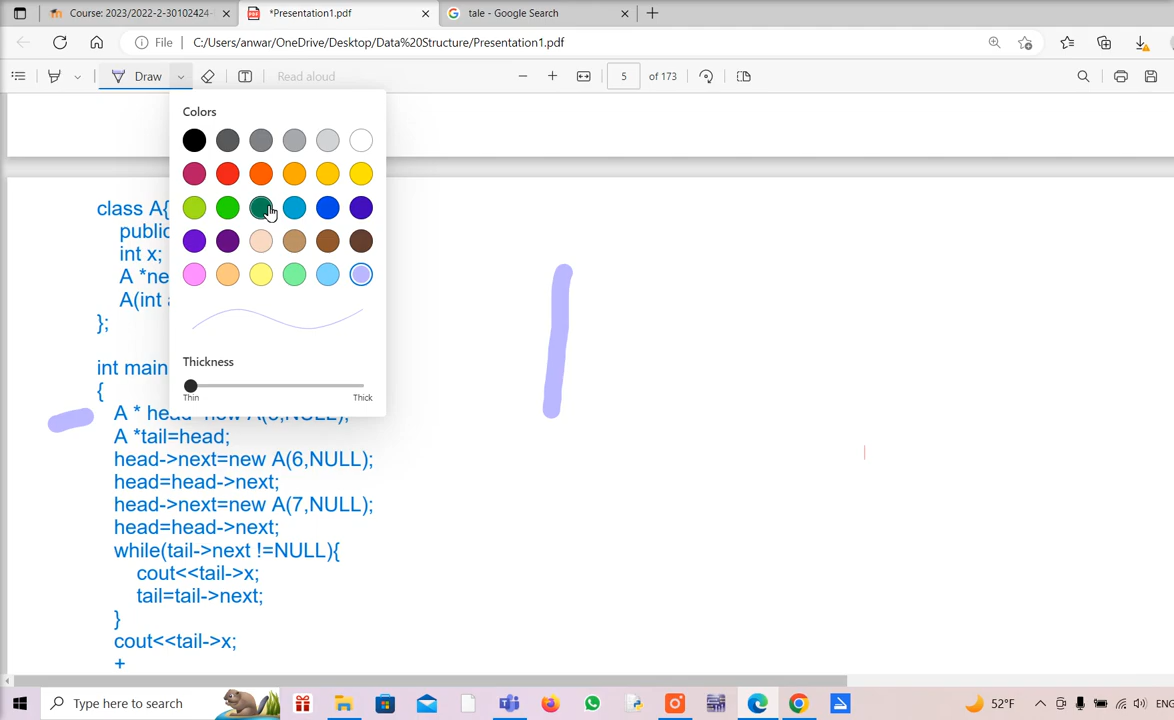 Course: 2023/2022-2-30102424-
*Presentation1.pdf
tale - Google Search
File
C:/Users/anwar/OneDrive/Desktop/Data%20Structure/Presentation1.pdf
Draw
Read aloud
5
of 173
Colors
Thickness
Thin
Thick
class A{
public
int x;
A *ne
A(int a
};
int main
{
A * head=new A(5,NULL);
A *tail=head;
head->next=new A(6,NULL);
head=head->next;
head->next=new A(7,NULL);
head=head->next;
while(tail->next !=NULL){
cout<<tail->x;
tail=tail->next;
}
cout<<tail->x;
+
Type here to search
52°F